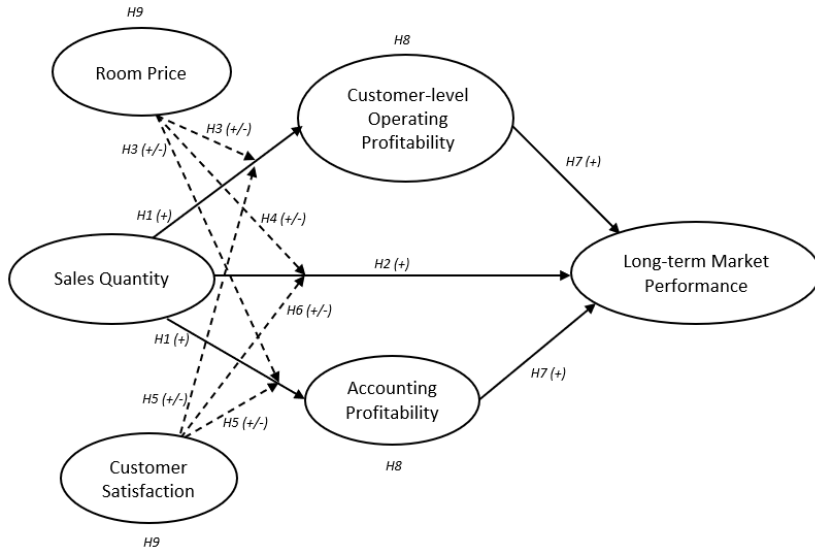 H9
Room Price
H8
Customer-level
Operating
Profitability
H3 (+/-)
H3 (+/-)
H7 (+)
H1 (+)
H4 (+/-)
Sales Quantity
H2 (+)
Long-term Market
Performance
H6 (+/-)
H1 (+)
H7 (+)
Accounting
Profitability
H5 (+/-)
H5 (+/-)
H8
Customer
Satisfaction
H9